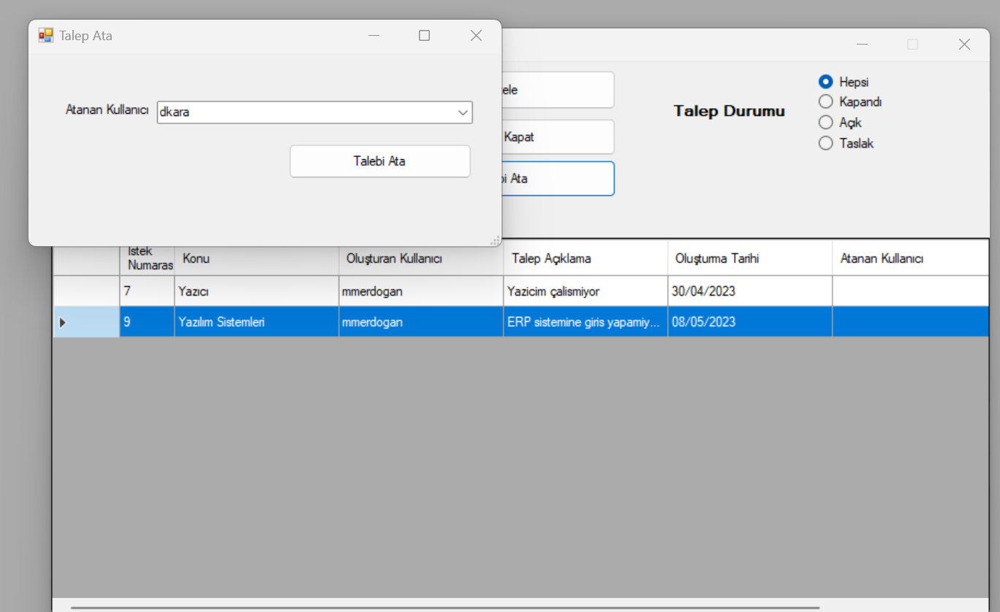 Talep Ata
Atanan Kullanıcı
dkara
Talebi Ata
Kapat
Ata
Talep Durumu
Hepsi
Kapandı
Açık
Taslak
İstek
Numaras
Konu
Oluşturan Kullanıcı
Talep Açıklama
Oluşturma Tarihi
Atanan Kullanıcı
7 Yazıcı mmerdogan Yazicim çalismiyor 30/04/2023
9 Yazılım Sistemleri mmerdogan ERP sistemine giris yapamiy... 08/05/2023